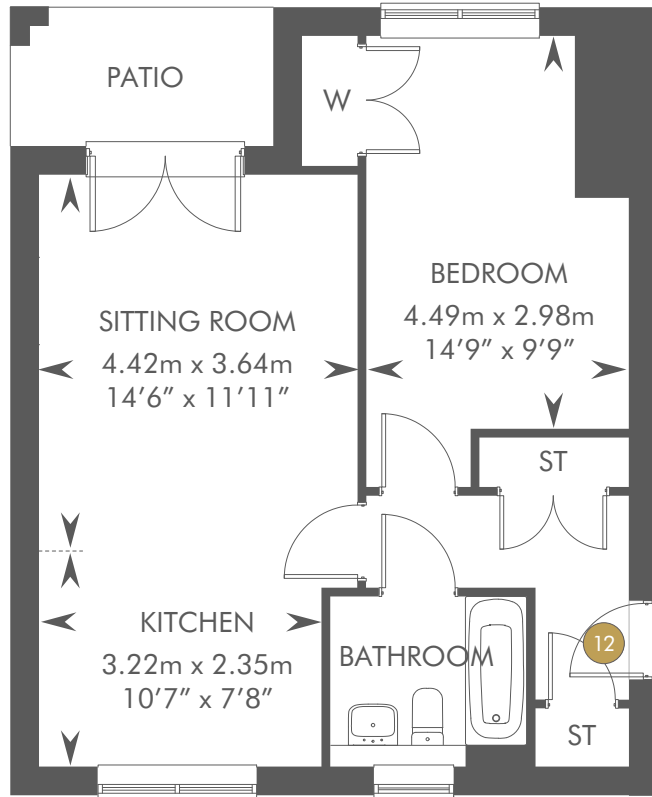 PATIO
W
SITTING ROOM
4.42m x 3.64m
14’6” x 11’11”
BEDROOM
4.49m x 2.98m
14’9” x 9’9”
ST
KITCHEN
3.22m x 2.35m
10’7” x 7’8”
BATHROOM
12
ST